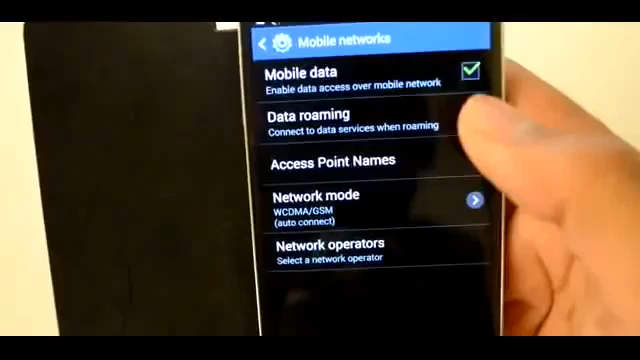 Mobile networks
Mobile data
Enable data access over mobile network
Data roaming
Connect to data services when roaming
Access Point Names
Network mode
WCDMA/GSM
(auto connect)
Network operators
Select a network operator